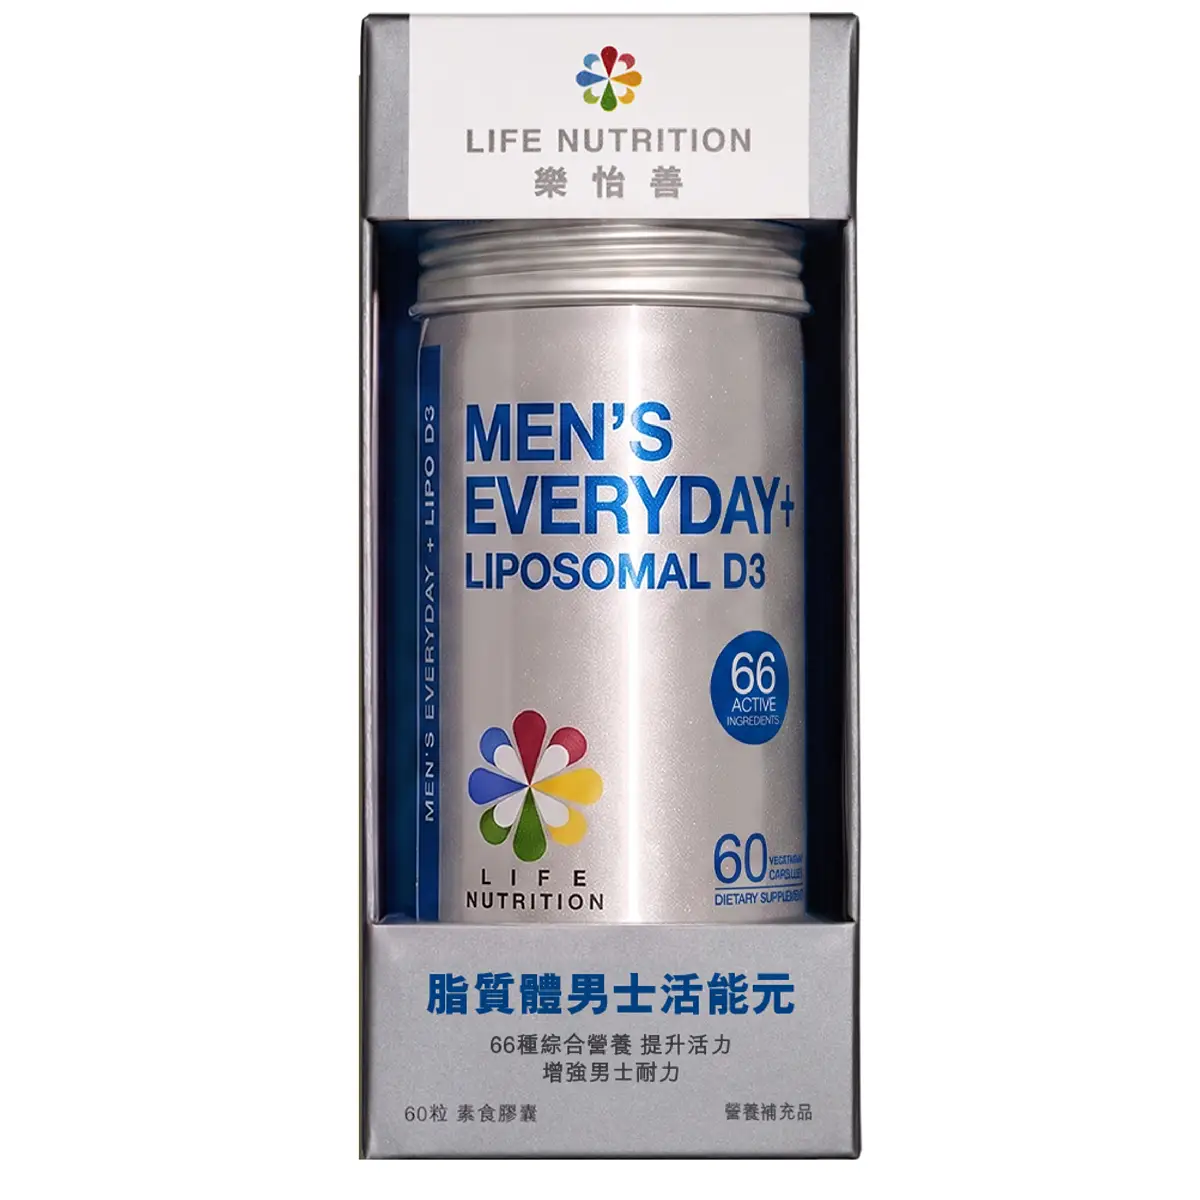 LIFE NUTRITION
樂怡善
MEN'S EVERYDAY + LIPO D3
MEN'S
EVERYDAY+
LIPOSOMAL D3
66
ACTIVE
INGREDIENTS
LIFE
NUTRITION
60
VEGETARIAN
CAPSULES
DIETARY SUPPLEMENT
脂質體男士活能元
66種綜合營養 提升活力
增強男士耐力
60粒 素食膠囊
營養補充品